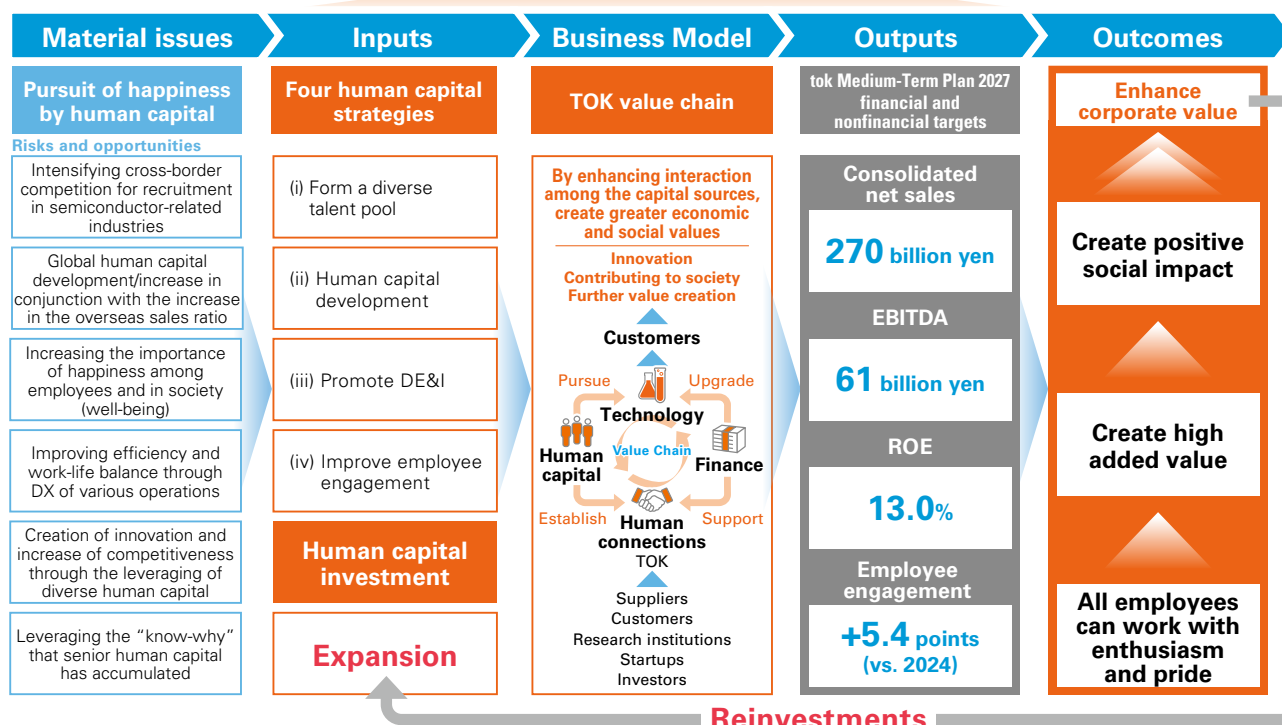 Material issues
Inputs
Business Model
Outputs
Outcomes
Pursuit of happiness
by human capital
Risks and opportunities
Intensifying cross-border
competition for recruitment
in semiconductor-related
industries
Global human capital
development/increase in
conjunction with the increase
in the overseas sales ratio
Increasing the importance
of happiness among
employees and in society
(well-being)
Improving efficiency and
work-life balance through
DX of various operations
Creation of innovation and
increase of competitiveness
through the leveraging of
diverse human capital
Leveraging the “know-why”
that senior human capital
has accumulated
Four human capital
strategies
(i) Form a diverse
talent pool
(ii) Human capital
development
(iii) Promote DE&I
(iv) Improve employee
engagement
Human capital
investment
Expansion
TOK value chain
By enhancing interaction
among the capital sources,
create greater economic
and social values
Innovation
Contributing to society
Further value creation
Customers
Pursue
Upgrade
Technology
Human
capital
Value Chain
Finance
Establish
Support
Human
connections
TOK
Suppliers
Customers
Research institutions
Startups
Investors
tok Medium-Term Plan 2027
financial and
nonfinancial targets
Consolidated
net sales
270 billion yen
EBITDA
61 billion yen
ROE
13.0%
Employee
engagement
+5.4 points
(vs. 2024)
Enhance
corporate value
Create positive
social impact
Create high
added value
All employees
can work with
enthusiasm
and pride
Reinvestments